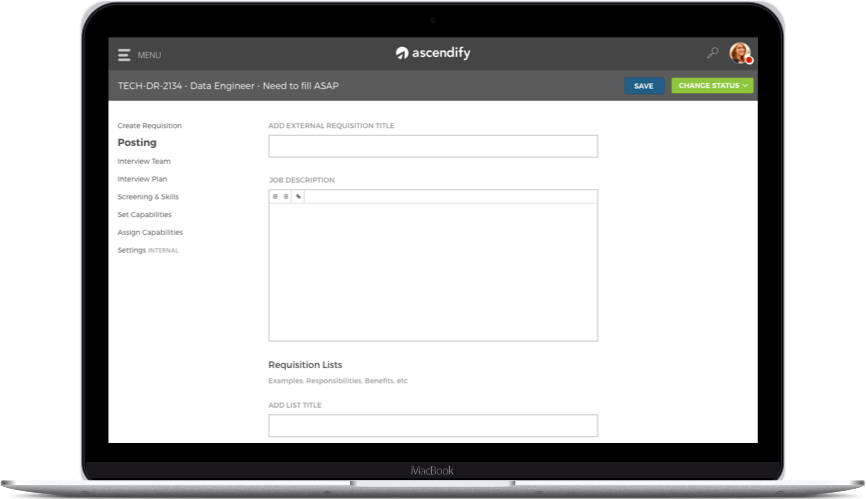 MENU
ascendify
TECH-DR-2134 - Data Engineer - Need to fill ASAP
SAVE
CHANGE STATUS
Create Requisition
Posting
Interview Team
Interview Plan
Screening & Skills
Set Capabilities
Assign Capabilities
Settings INTERNAL
ADD EXTERNAL REQUISITION TITLE
JOB DESCRIPTION
Requisition Lists
Examples: Responsibilities, Benefits, etc
ADD LIST TITLE
MacBook